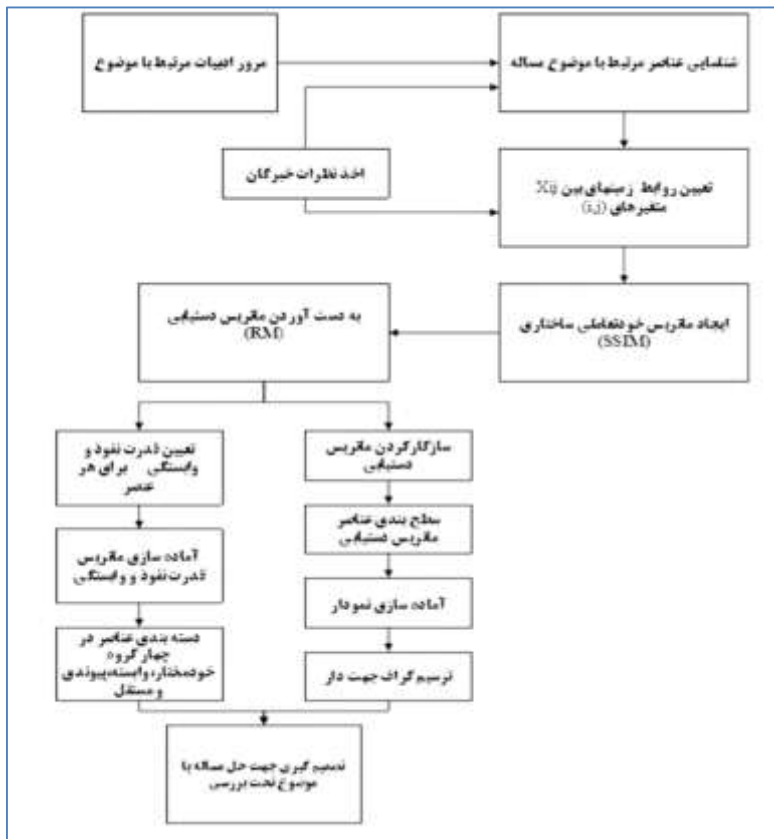 شناسایی عناصر مرتبط با موضوع مساله
مرور ادبیات مرتبط با موضوع
اخذ نظرات خبرگان
تعیین روابط زمینهای بین Xij
متغیرهای (i,j)
ایجاد ماتریس خودتعاملی ساختاری
(SSIM)
به دست آوردن ماتریس دستیابی
(RM)
سازگارکردن ماتریس
دستیابی
سطح بندی عناصر
ماتریس دستیابی
آماده سازی نمودار
ترسیم گراف جهت دار
تعیین قدرت نفوذ و
وابستگی برای هر
عنصر
آماده سازی ماتریس
قدرت نفوذ و وابستگی
دسته بندی عناصر در
چهار گروه
خودمختار، وابسته، پیوندی
و مستقل
تصمیم گیری جهت حل مساله یا
موضوع تحت بررسی